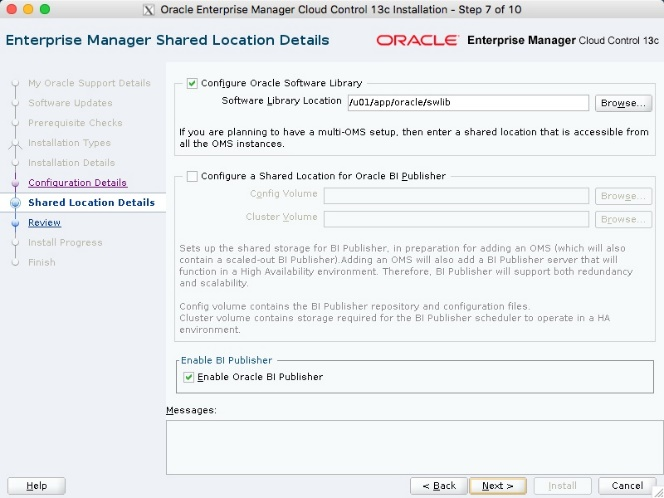 Oracle Enterprise Manager Cloud Control 13c Installation - Step 7 of 10
Enterprise Manager Shared Location Details
ORACLE Enterprise Manager Cloud Control 13c
My Oracle Support Details
Software Updates
Prerequisite Checks
Installation Types
Installation Details
Configuration Details
Shared Location Details
Review
Install Progress
Finish
Configure Oracle Software Library
Software Library Location /u01/app/oracle/swlib Browse...
If you are planning to have a multi-OMS setup, then enter a shared location that is accessible from
all the OMS instances.
Configure a Shared Location for Oracle BI Publisher
Config Volume Browse...
Cluster Volume Browse...
Sets up the shared storage for BI Publisher, in preparation for adding an OMS (which will also
contain a scaled-out BI Publisher).Adding an OMS will also add a BI Publisher server that will
function in a High Availability environment. Therefore, BI Publisher will support both redundancy
and scalability.
Config volume contains the BI Publisher repository and configuration files.
Cluster volume contains storage required for the BI Publisher scheduler to operate in a HA
environment.
Enable BI Publisher
Enable Oracle BI Publisher
Messages:
Help
< Back Next > Install Cancel